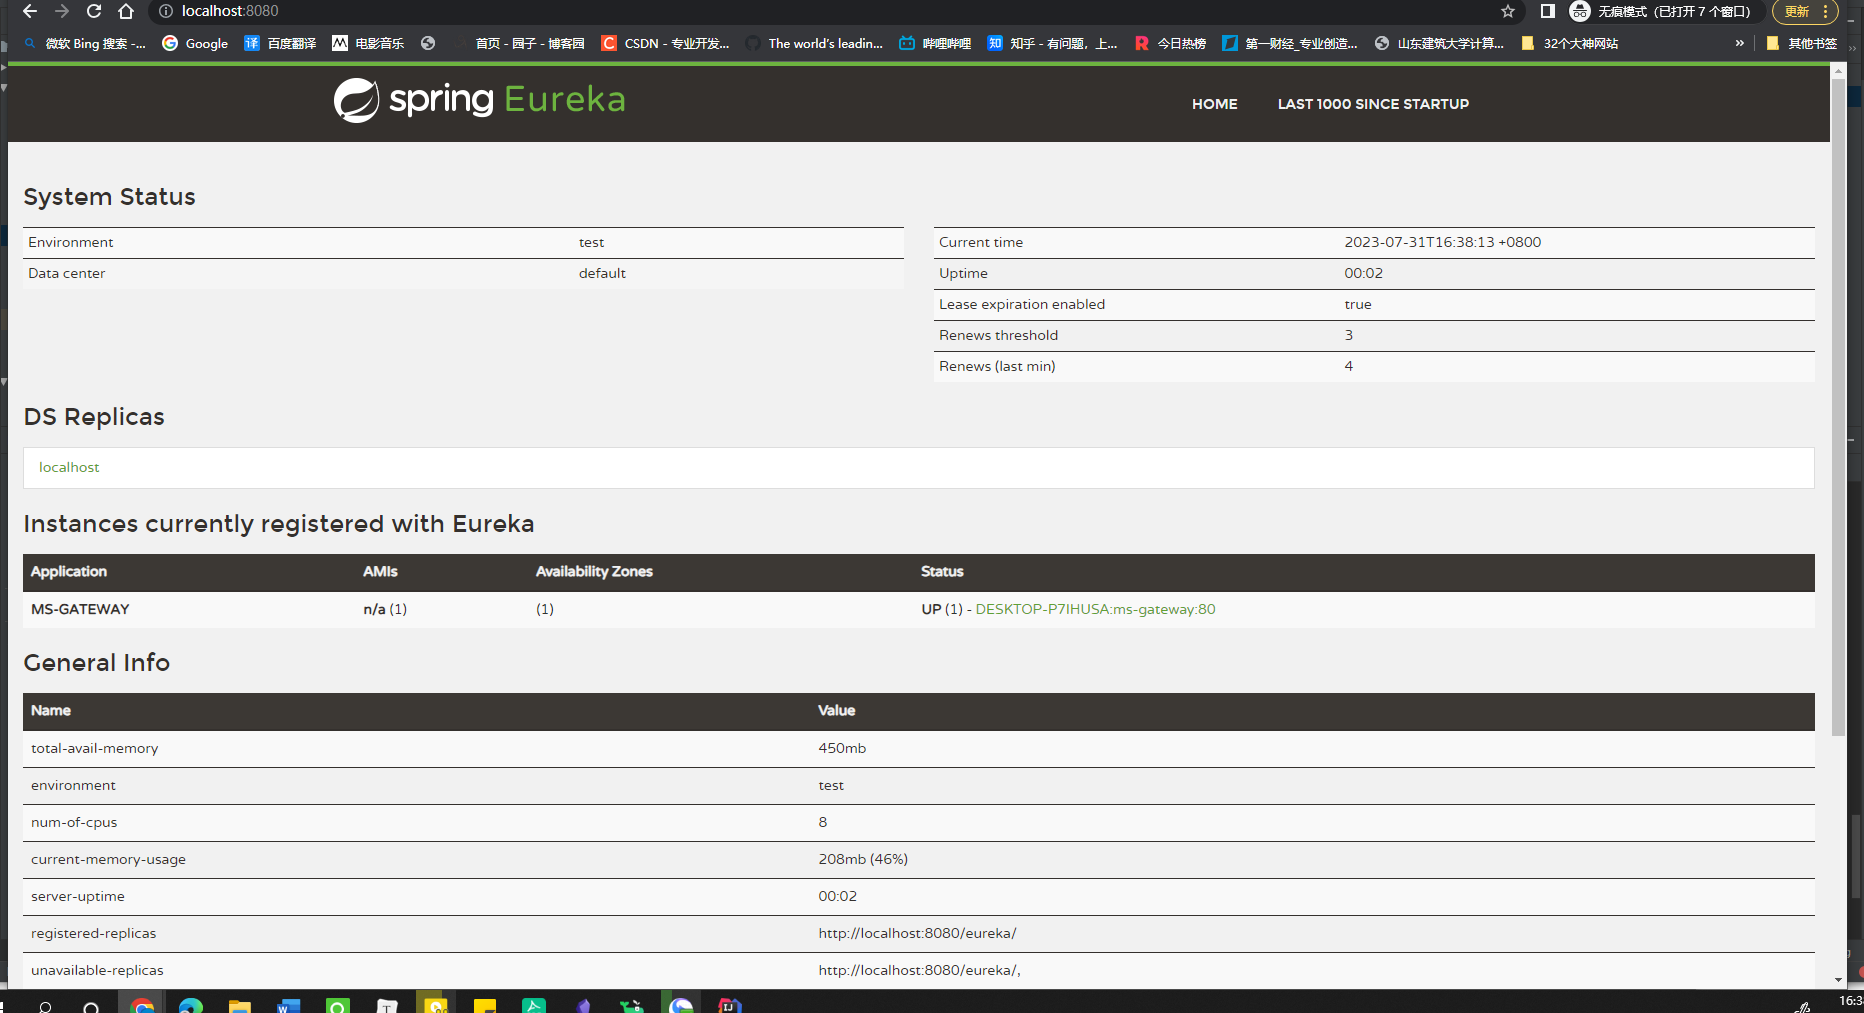 localhost:8080
无痕模式（已打开 7 个窗口）
更新
微软 Bing 搜索 -...
Google
百度翻译
电影音乐
首页 - 园子 - 博客园
CSDN - 专业开发...
The world's leadin...
哔哩哔哩
知乎 - 有问题，上...
今日热榜
第一财经_专业创造...
山东建筑大学计算...
32个大神网站
»
其他书签
spring Eureka
HOME
LAST 1000 SINCE STARTUP
System Status
Environment test
Data center default
Current time 2023-07-31T16:38:13 +0800
Uptime 00:02
Lease expiration enabled true
Renews threshold 3
Renews (last min) 4
DS Replicas
localhost
Instances currently registered with Eureka
Application AMIs Availability Zones Status
MS-GATEWAY n/a (1) (1) UP (1) - DESKTOP-P7IHUSA:ms-gateway:80
General Info
Name Value
total-avail-memory 450mb
environment test
num-of-cpus 8
current-memory-usage 208mb (46%)
server-uptime 00:02
registered-replicas http://localhost:8080/eureka/
unavailable-replicas http://localhost:8080/eureka/,